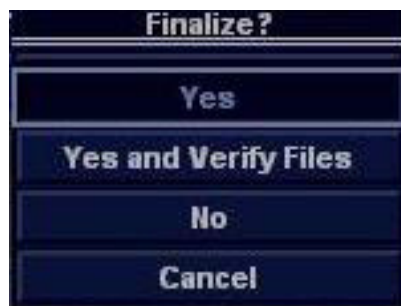 Finalize?
Yes
Yes and Verify Files
No
Cancel